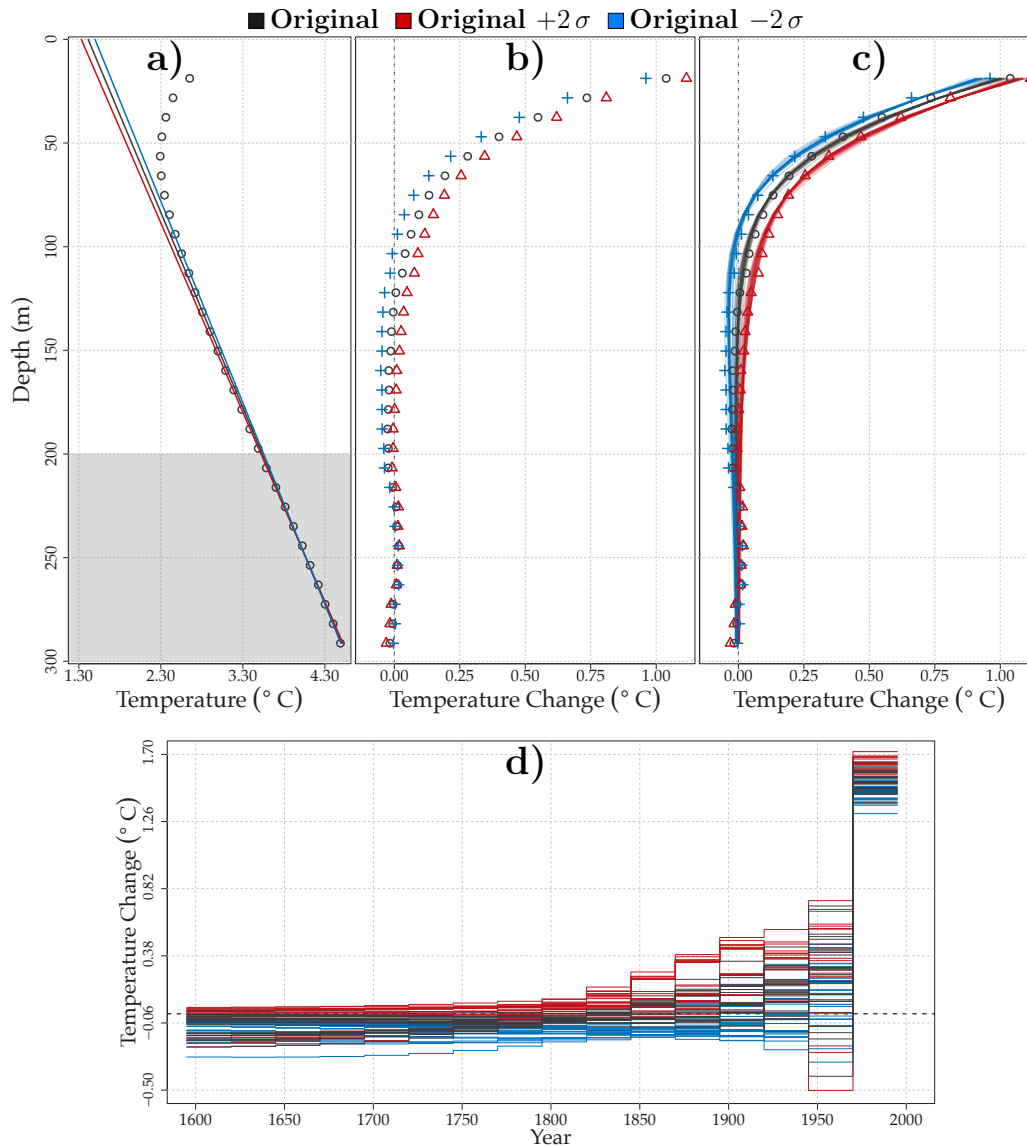 Original Original +2 σ Original −2 σ
a) b) c)
0
50
100
150
200
250
300
Depth (m)
1.30 2.30 3.30 4.30
0.00 0.25 0.50 0.75 1.00
0.00 0.25 0.50 0.75 1.00
Temperature (° C) Temperature Change (° C) Temperature Change (° C)
d)
1.70
1.26
0.82
0.38
−0.06
−0.50
Temperature Change (° C)
1600 1650 1700 1750 1800 1850 1900 1950 2000
Year